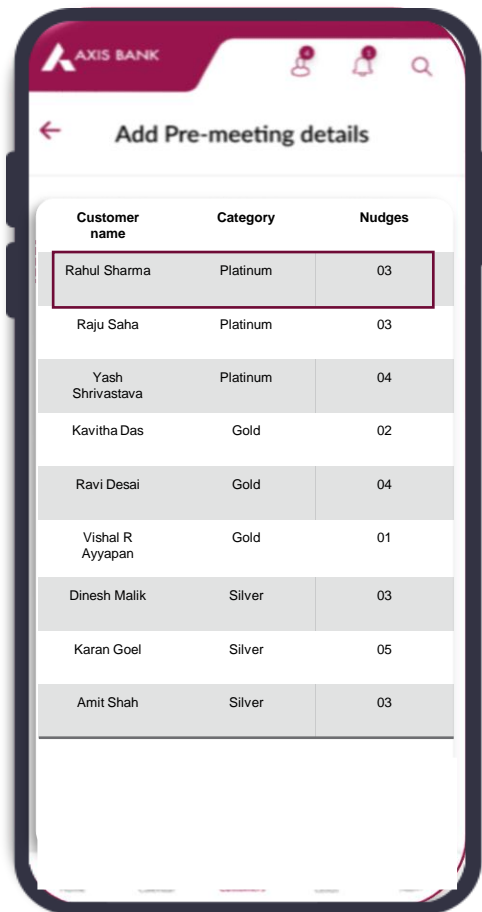 AXIS BANK
Add Pre-meeting details
Customer name Category Nudges
Rahul Sharma Platinum 03
Raju Saha Platinum 03
Yash Shrivastava Platinum 04
Kavitha Das Gold 02
Ravi Desai Gold 04
Vishal R Ayyapan Gold 01
Dinesh Malik Silver 03
Karan Goel Silver 05
Amit Shah Silver 03